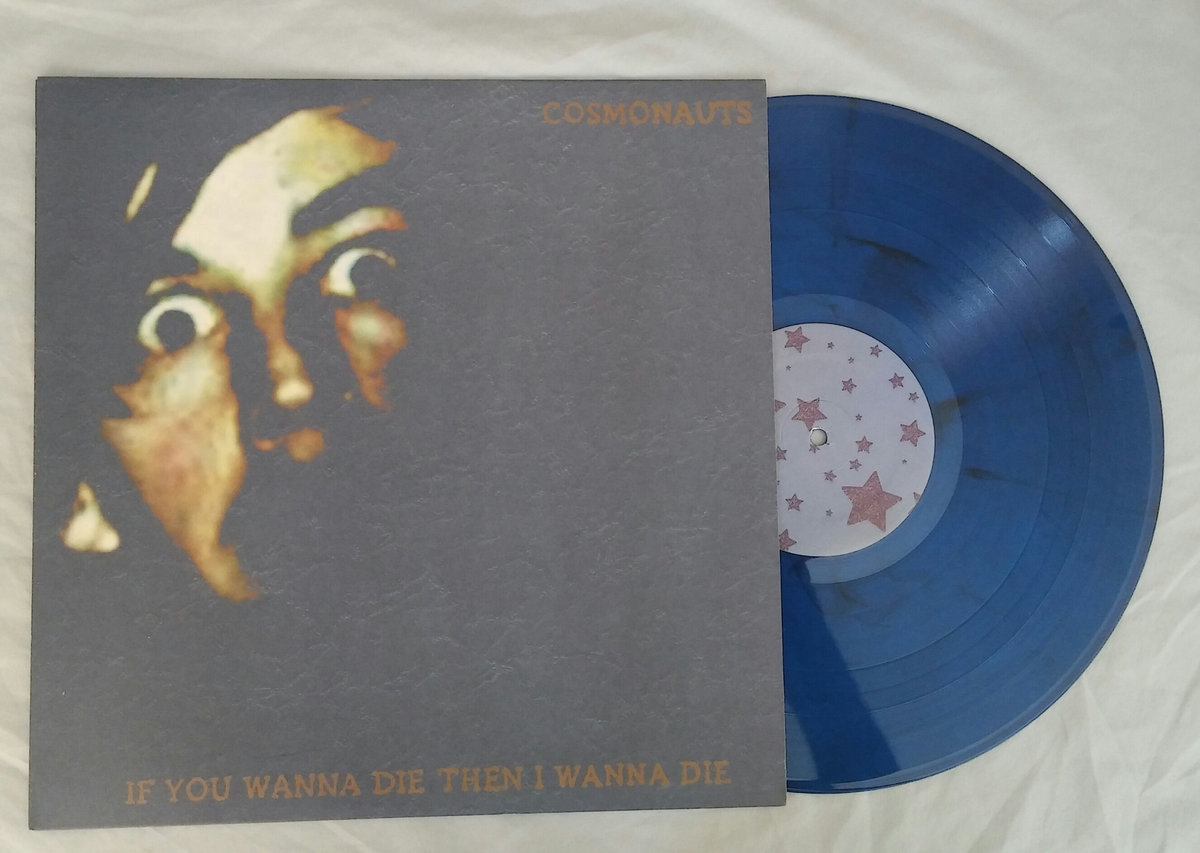 COSMONAUTS
IF YOU WANNA DIE THEN I WANNA DIE